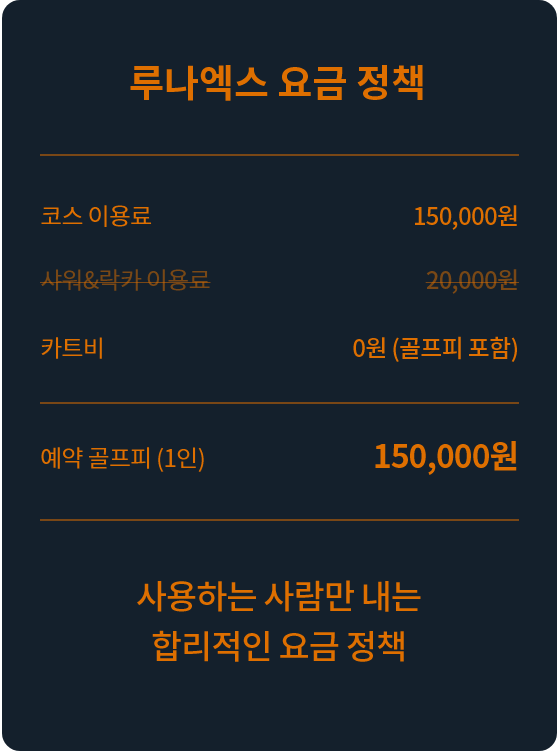 루나엑스 요금 정책
코스 이용료 150,000원
샤워&락카 이용료 20,000원
카트비 0원 (골프피 포함)
예약 골프피 (1인) 150,000원
사용하는 사람만 내는
합리적인 요금 정책